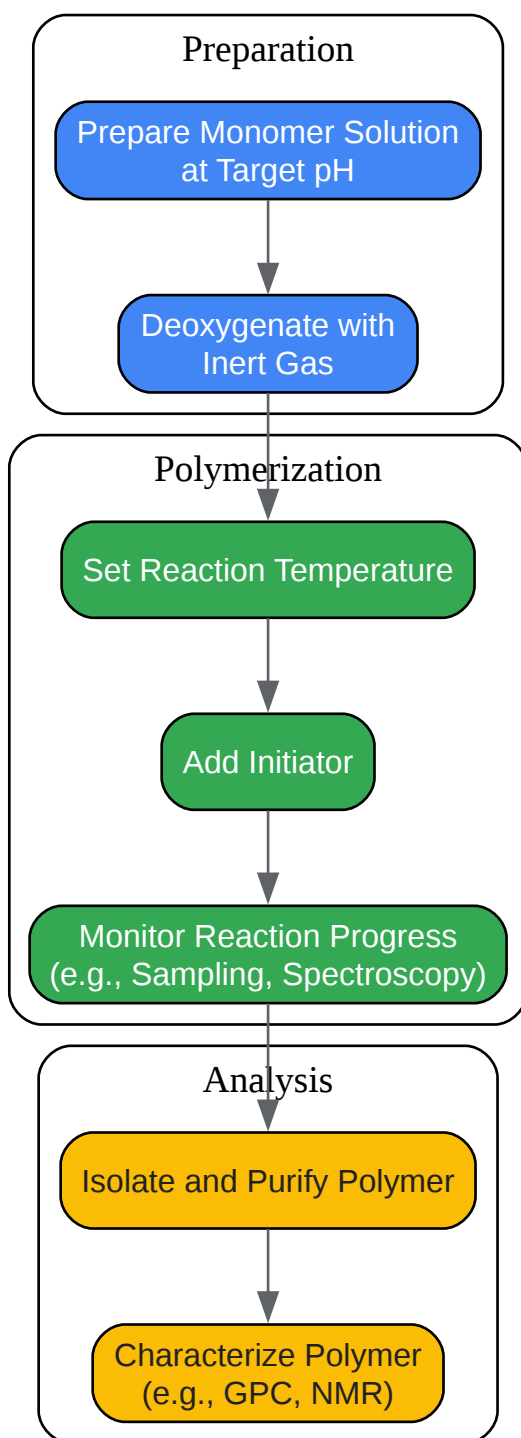 Preparation
Prepare Monomer Solution
at Target pH
Deoxygenate with
Inert Gas
Polymerization
Set Reaction Temperature
Add Initiator
Monitor Reaction Progress
(e.g., Sampling, Spectroscopy)
Analysis
Isolate and Purify Polymer
Characterize Polymer
(e.g., GPC, NMR)